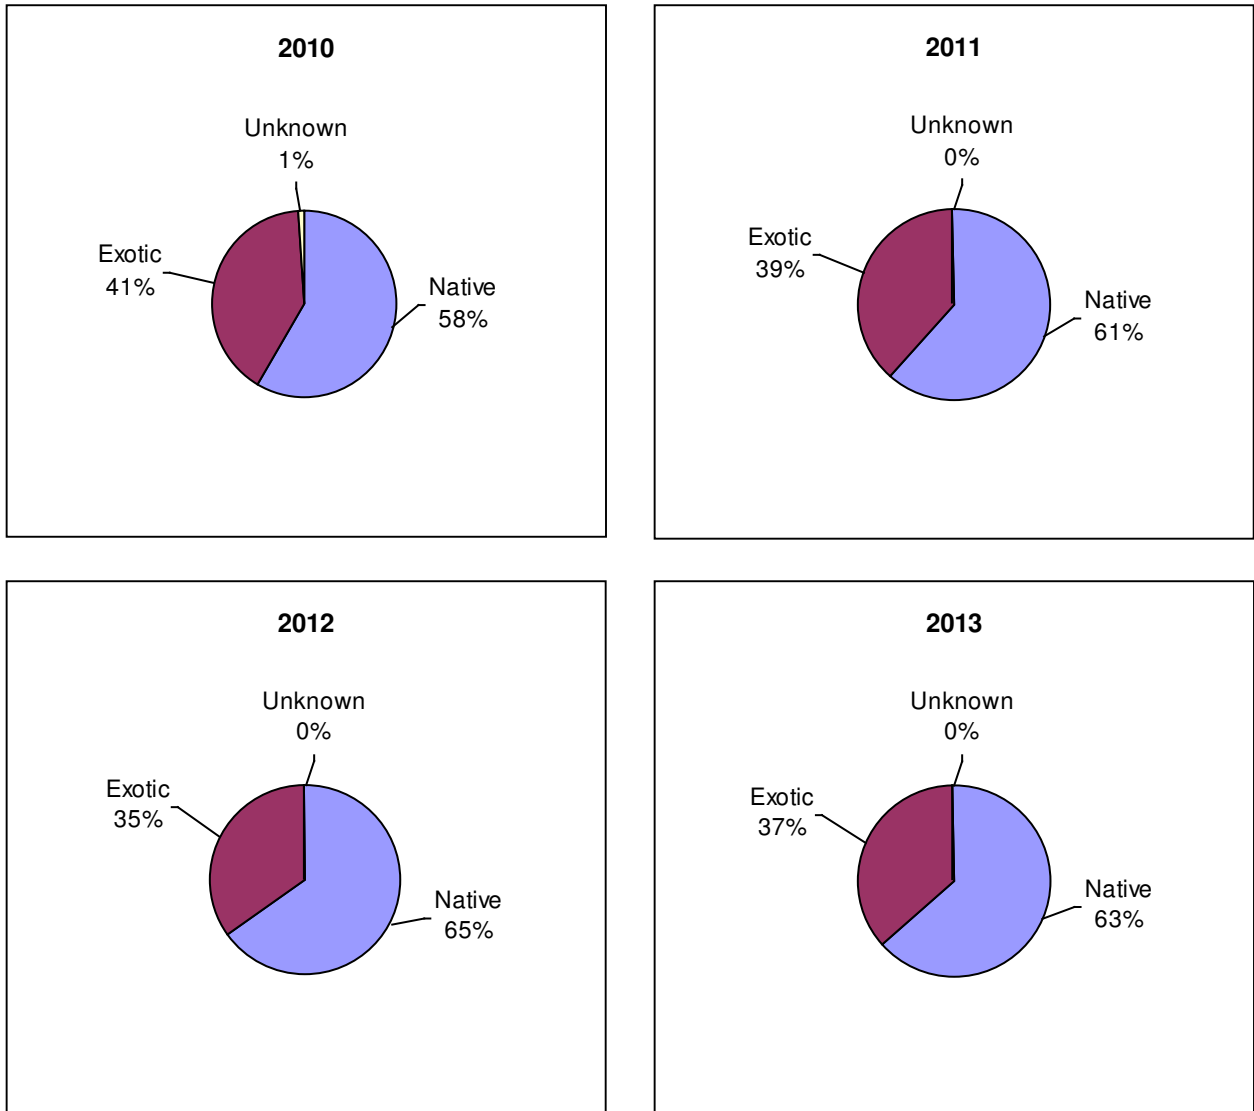 2010
Unknown
1%
Exotic
41%
Native
58%
2011
Unknown
0%
Exotic
39%
Native
61%
2012
Unknown
0%
Exotic
35%
Native
65%
2013
Unknown
0%
Exotic
37%
Native
63%